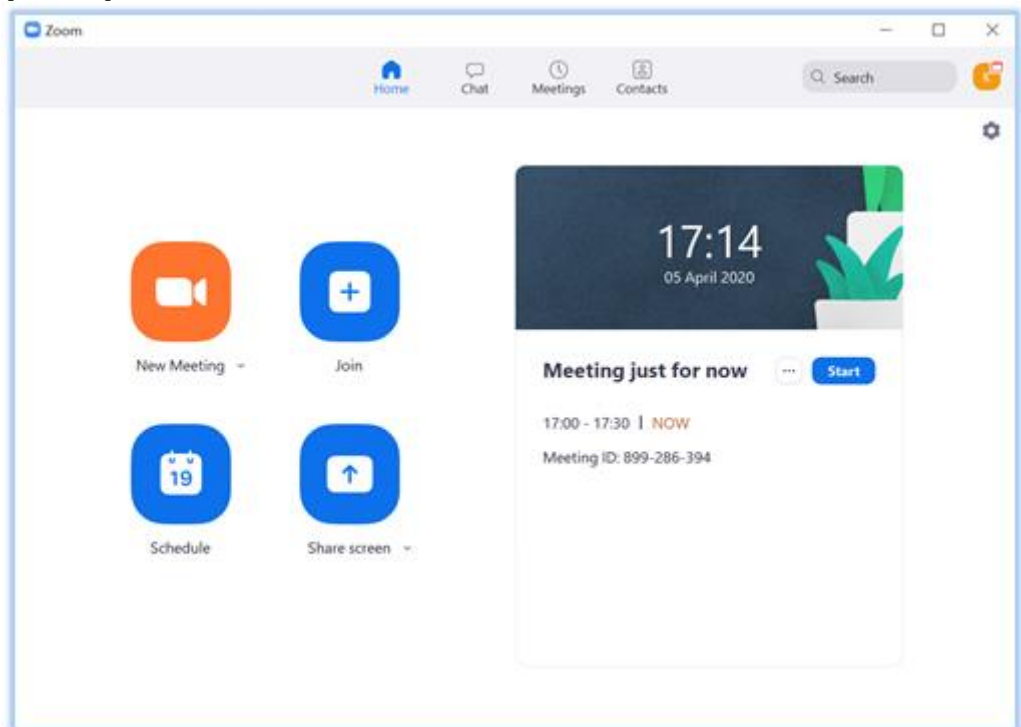 Zoom
Home Chat Meetings Contacts
Search
17:14
05 April 2020
New Meeting
Join
Meeting just for now
...
Start
17:00 - 17:30 | NOW
Meeting ID: 899-286-394
19
Schedule
Share screen